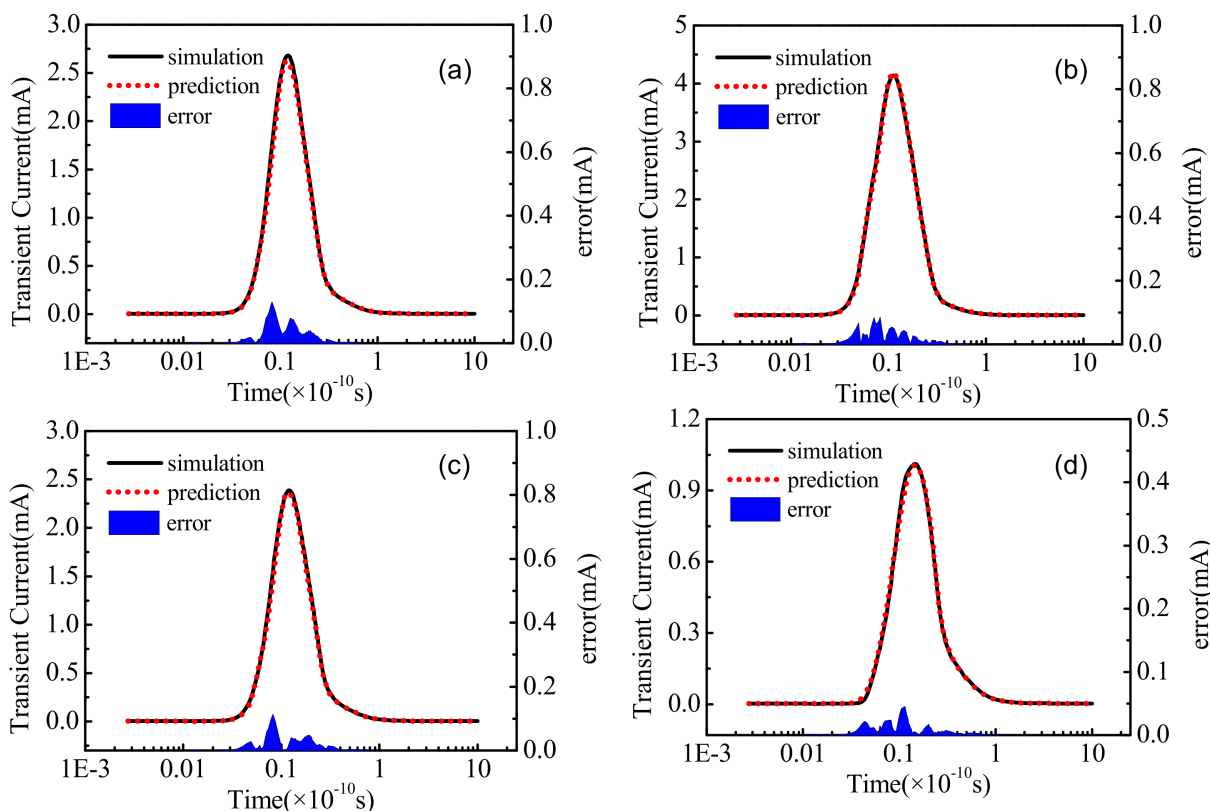 3.0
2.5
2.0
1.5
1.0
0.5
0.0
Transient Current(mA)
simulation
prediction
error
(a)
1.0
0.8
0.6
0.4
0.2
0.0
error(mA)
1E-3
0.01
0.1
1
10
Time(×10⁻¹⁰s)
5
4
3
2
1
0
Transient Current(mA)
simulation
prediction
error
(b)
1.0
0.8
0.6
0.4
0.2
0.0
error(mA)
1E-3
0.01
0.1
1
10
Time(×10⁻¹⁰s)
3.0
2.5
2.0
1.5
2.0
0.5
0.0
Transient Current(mA)
simulation
prediction
error
(c)
1.0
0.8
0.6
0.4
0.2
0.0
error(mA)
1E-3
0.01
0.1
1
10
Time(×10⁻¹⁰s)
1.2
0.9
0.6
0.3
0.0
Transient Current(mA)
simulation
prediction
error
(d)
0.5
0.4
0.3
0.2
0.1
0.0
error(mA)
1E-3
0.01
0.1
1
10
Time(×10⁻¹⁰s)